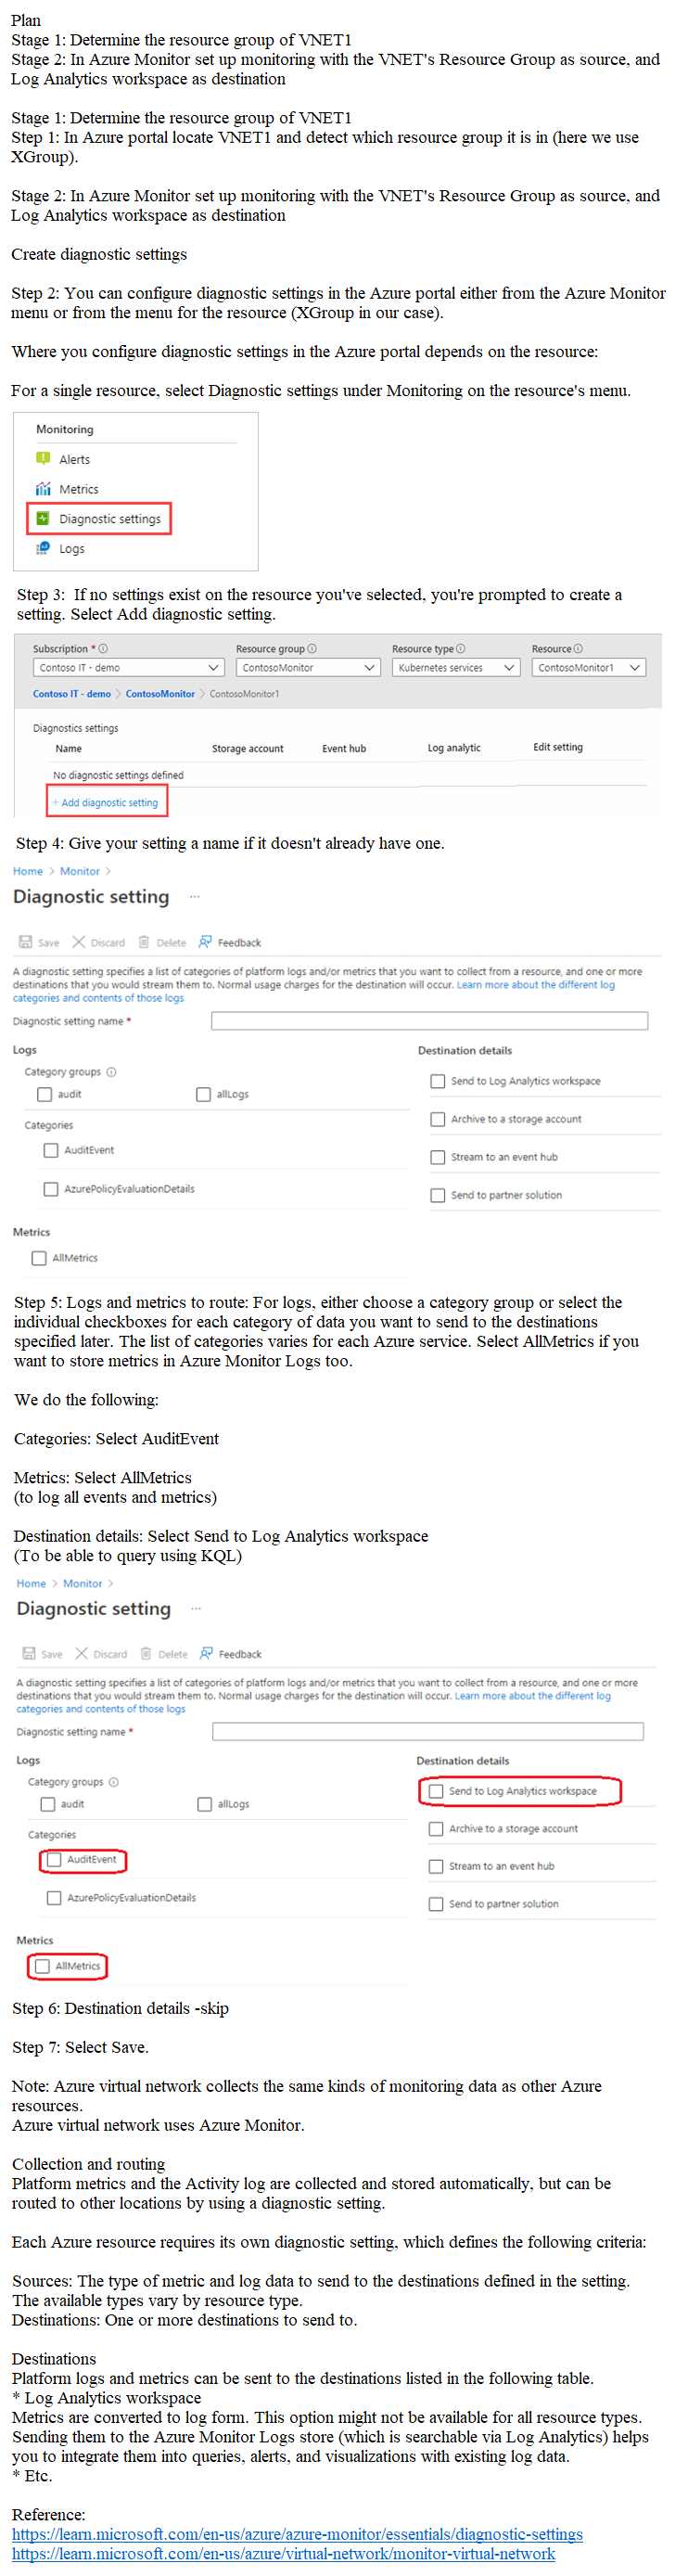 Plan
Stage 1: Determine the resource group of VNET1
Stage 2: In Azure Monitor set up monitoring with the VNET's Resource Group as source, and
Log Analytics workspace as destination
Stage 1: Determine the resource group of VNET1
Step 1: In Azure portal locate VNET1 and detect which resource group it is in (here we use
XGroup).
Stage 2: In Azure Monitor set up monitoring with the VNET's Resource Group as source, and
Log Analytics workspace as destination
Create diagnostic settings
Step 2: You can configure diagnostic settings in the Azure portal either from the Azure Monitor
menu or from the menu for the resource (XGroup in our case).
Where you configure diagnostic settings in the Azure portal depends on the resource:
For a single resource, select Diagnostic settings under Monitoring on the resource's menu.
Monitoring
Alerts
Metrics
Diagnostic settings
Logs
Step 3:  If no settings exist on the resource you've selected, you're prompted to create a
setting. Select Add diagnostic setting.
Subscription * Resource group Resource type Resource
Contoso IT - demo ContosoMonitor Kubernetes services ContosoMonitor1
Contoso IT - demo > ContosoMonitor > ContosoMonitor1
Diagnostics settings
Name Storage account Event hub Log analytic Edit setting
No diagnostic settings defined
+ Add diagnostic setting
Step 4: Give your setting a name if it doesn't already have one.
Home > Monitor >
Diagnostic setting ...
Save Discard Delete Feedback
A diagnostic setting specifies a list of categories of platform logs and/or metrics that you want to collect from a resource, and one or more
destinations that you would stream them to. Normal usage charges for the destination will occur. Learn more about the different log
categories and contents of those logs
Diagnostic setting name *
Logs Destination details
Category groups Send to Log Analytics workspace
audit allLogs Archive to a storage account
Categories Stream to an event hub
AuditEvent
AzurePolicyEvaluationDetails Send to partner solution
Metrics
AllMetrics
Step 5: Logs and metrics to route: For logs, either choose a category group or select the
individual checkboxes for each category of data you want to send to the destinations
specified later. The list of categories varies for each Azure service. Select AllMetrics if you
want to store metrics in Azure Monitor Logs too.
We do the following:
Categories: Select AuditEvent
Metrics: Select AllMetrics
(to log all events and metrics)
Destination details: Select Send to Log Analytics workspace
(To be able to query using KQL)
Home > Monitor >
Diagnostic setting ...
Save Discard Delete Feedback
A diagnostic setting specifies a list of categories of platform logs and/or metrics that you want to collect from a resource, and one or more
destinations that you would stream them to. Normal usage charges for the destination will occur. Learn more about the different log
categories and contents of those logs
Diagnostic setting name *
Logs Destination details
Category groups Send to Log Analytics workspace
audit allLogs Archive to a storage account
Categories
AuditEvent Stream to an event hub
AzurePolicyEvaluationDetails Send to partner solution
Metrics
AllMetrics
Step 6: Destination details -skip
Step 7: Select Save.
Note: Azure virtual network collects the same kinds of monitoring data as other Azure
resources.
Azure virtual network uses Azure Monitor.
Collection and routing
Platform metrics and the Activity log are collected and stored automatically, but can be
routed to other locations by using a diagnostic setting.
Each Azure resource requires its own diagnostic setting, which defines the following criteria:
Sources: The type of metric and log data to send to the destinations defined in the setting.
The available types vary by resource type.
Destinations: One or more destinations to send to.
Destinations
Platform logs and metrics can be sent to the destinations listed in the following table.
* Log Analytics workspace
Metrics are converted to log form. This option might not be available for all resource types.
Sending them to the Azure Monitor Logs store (which is searchable via Log Analytics) helps
you to integrate them into queries, alerts, and visualizations with existing log data.
* Etc.
Reference:
https://learn.microsoft.com/en-us/azure/azure-monitor/essentials/diagnostic-settings
https://learn.microsoft.com/en-us/azure/virtual-network/monitor-virtual-network